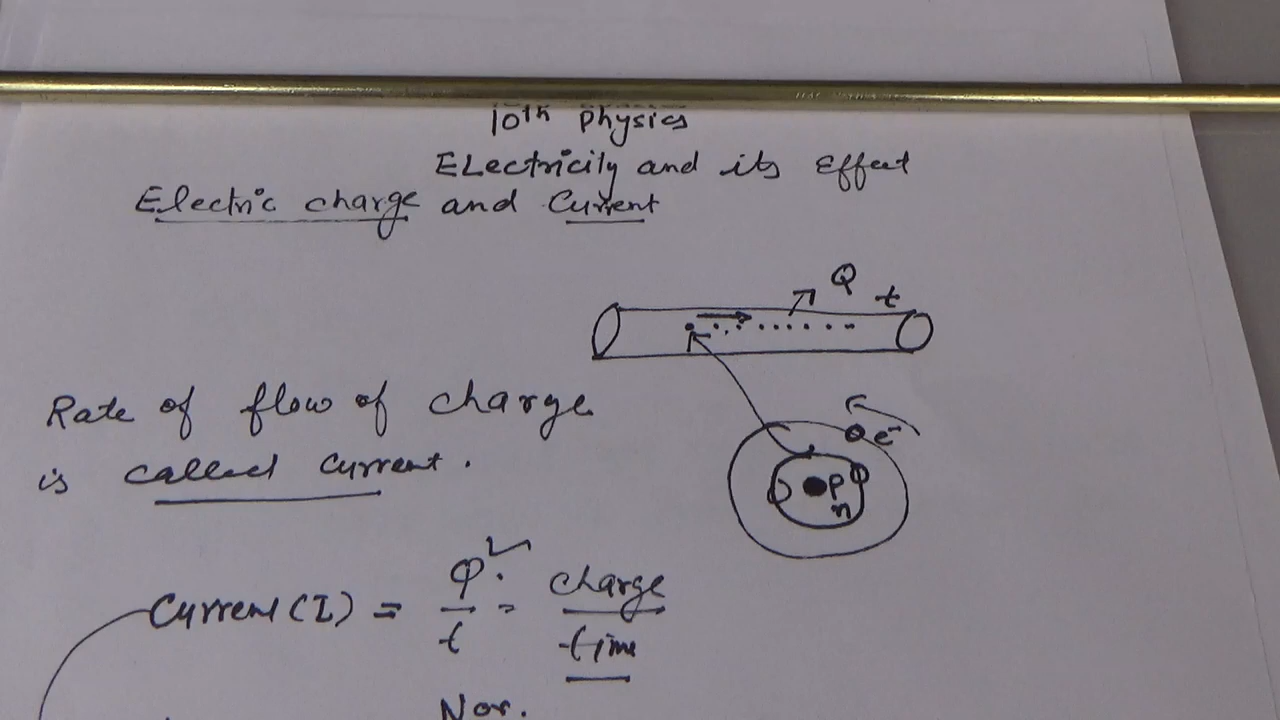 10th Physics
Electricity and its Effect
Electric charge and Current
Q t
Rate of flow of charge
is called Current.
e⁻
P
n
Current (I) = Q/t = charge/time
Nor.